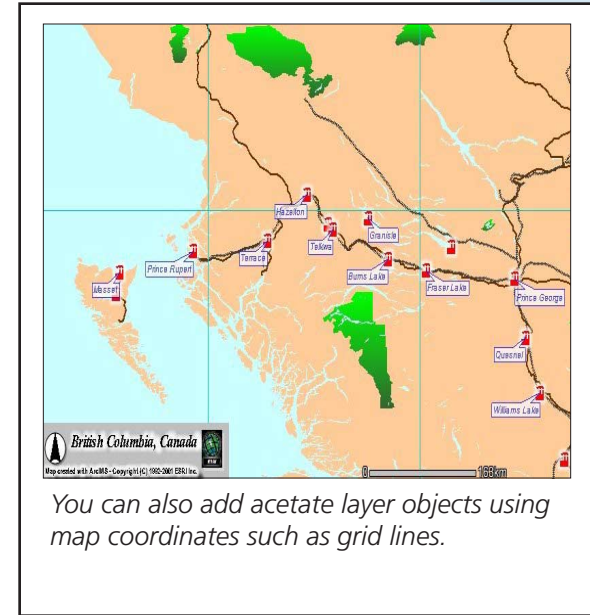 Hazelton
Granisle
Telkwa
Terrace
Prince Rupert
Burns Lake
Masset
Fraser Lake
Prince George
Quesnel
Williams Lake
British Columbia, Canada
Map created with ArcIMS - Copyright (C) 1992-2001 ESRI Inc.
0 168km
You can also add acetate layer objects using
map coordinates such as grid lines.